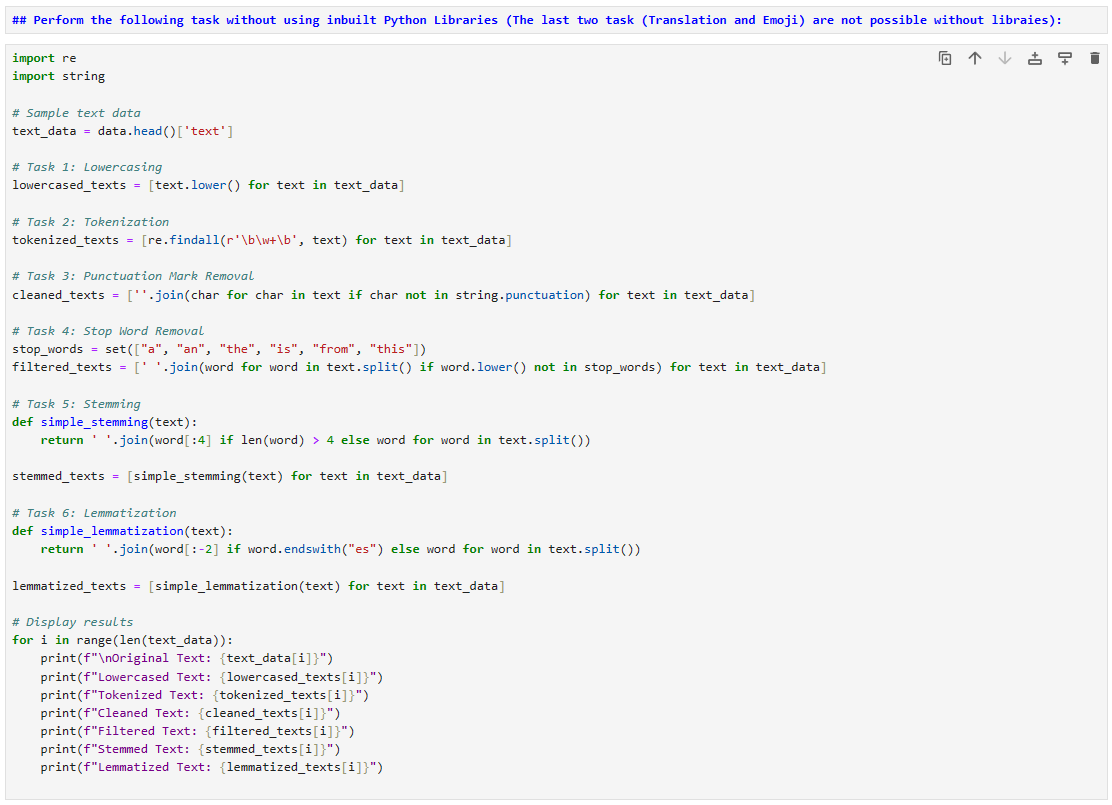 ## Perform the following task without using inbuilt Python Libraries (The last two task (Translation and Emoji) are not possible without libraies):
import re
import string
# Sample text data
text_data = data.head()['text']
# Task 1: Lowercasing
lowercased_texts = [text.lower() for text in text_data]
# Task 2: Tokenization
tokenized_texts = [re.findall(r'\b\w+\b', text) for text in text_data]
# Task 3: Punctuation Mark Removal
cleaned_texts = [''.join(char for char in text if char not in string.punctuation) for text in text_data]
# Task 4: Stop Word Removal
stop_words = set(["a", "an", "the", "is", "from", "this"])
filtered_texts = [' '.join(word for word in text.split() if word.lower() not in stop_words) for text in text_data]
# Task 5: Stemming
def simple_stemming(text):
    return ' '.join(word[:4] if len(word) > 4 else word for word in text.split())
stemmed_texts = [simple_stemming(text) for text in text_data]
# Task 6: Lemmatization
def simple_lemmatization(text):
    return ' '.join(word[:-2] if word.endswith("es") else word for word in text.split())
lemmatized_texts = [simple_lemmatization(text) for text in text_data]
# Display results
for i in range(len(text_data)):
    print(f"\nOriginal Text: {text_data[i]}")
    print(f"Lowercased Text: {lowercased_texts[i]}")
    print(f"Tokenized Text: {tokenized_texts[i]}")
    print(f"Cleaned Text: {cleaned_texts[i]}")
    print(f"Filtered Text: {filtered_texts[i]}")
    print(f"Stemmed Text: {stemmed_texts[i]}")
    print(f"Lemmatized Text: {lemmatized_texts[i]}")